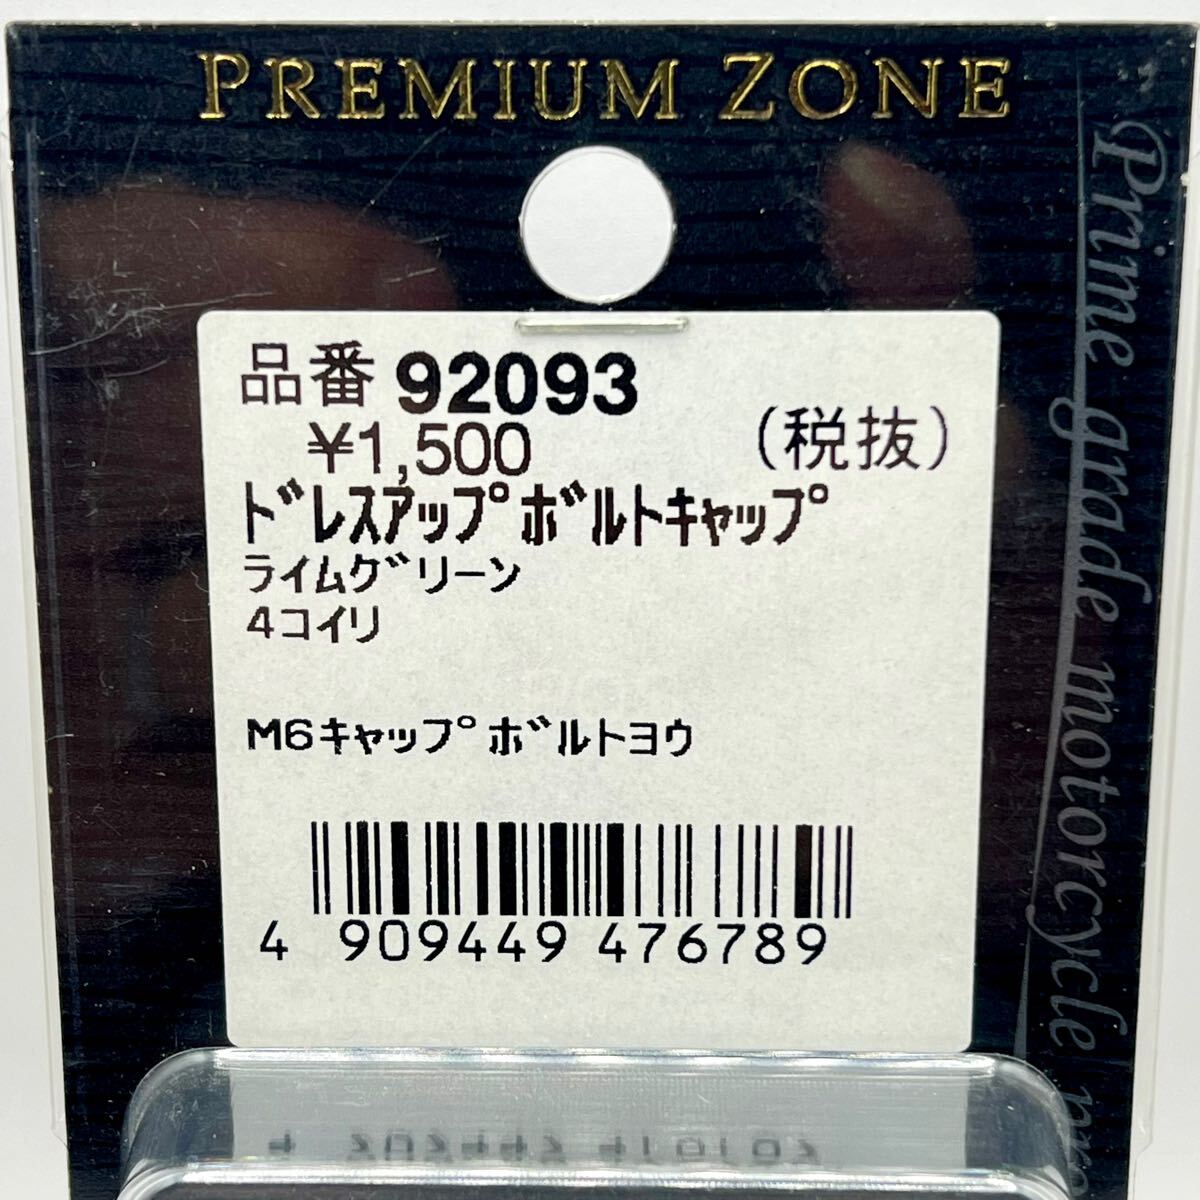 PREMIUM ZONE
品番 92093
¥1,500 (税抜)
ドレスアップボルトキャップ
ライムグリーン
4コイリ
M6キャップボルトヨウ
4 909449 476789
Prime grade motorcycle